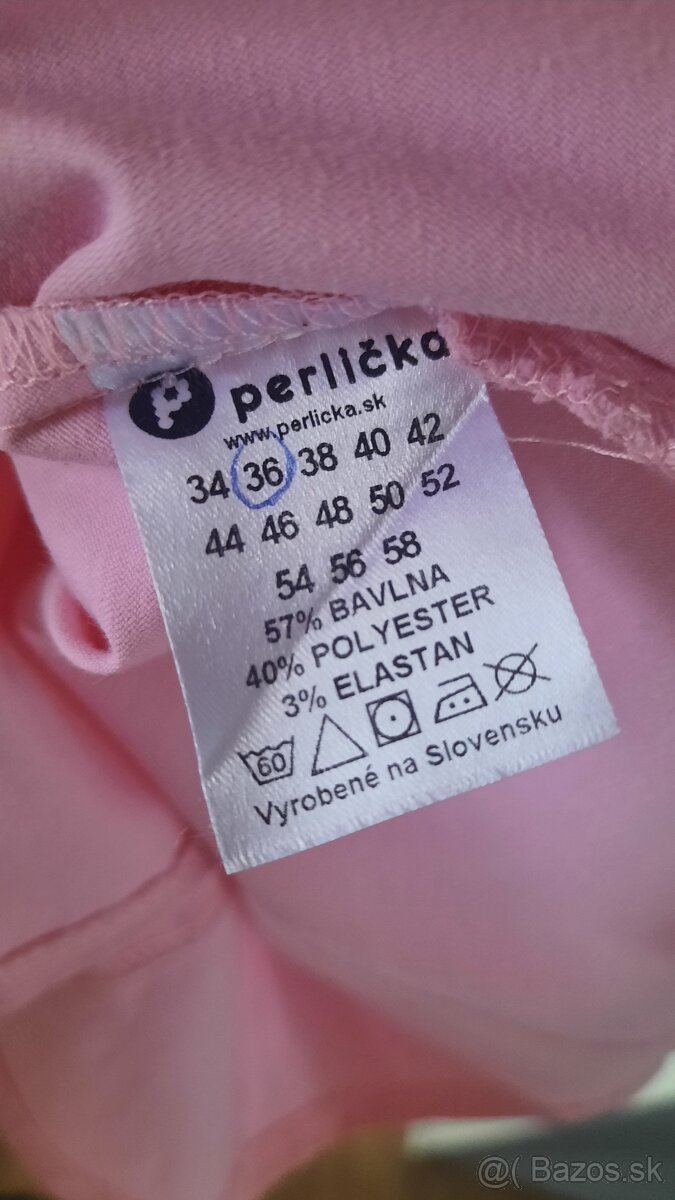 perlička
www.perlicka.sk
34 36 38 40 42
44 46 48 50 52
54 56 58
57% BAVLNA
40% POLYESTER
3% ELASTAN
60
Vyrobené na Slovensku
@( Bazos.sk